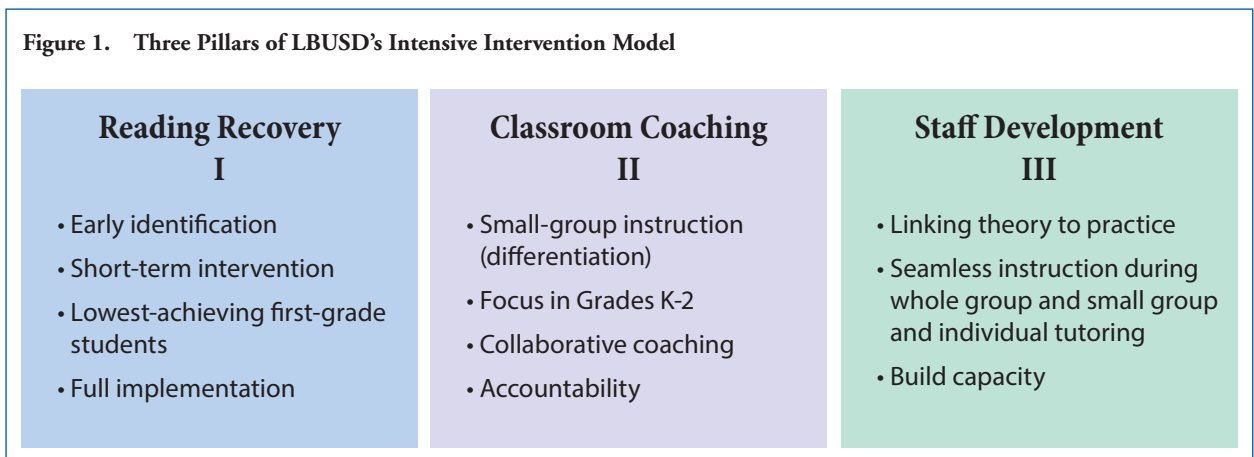 Figure 1. Three Pillars of LBUSD’s Intensive Intervention Model
Reading Recovery
I
• Early identification
• Short-term intervention
• Lowest-achieving first-grade
students
• Full implementation
Classroom Coaching
II
• Small-group instruction
(differentiation)
• Focus in Grades K-2
• Collaborative coaching
• Accountability
Staff Development
III
• Linking theory to practice
• Seamless instruction during
whole group and small group
and individual tutoring
• Build capacity